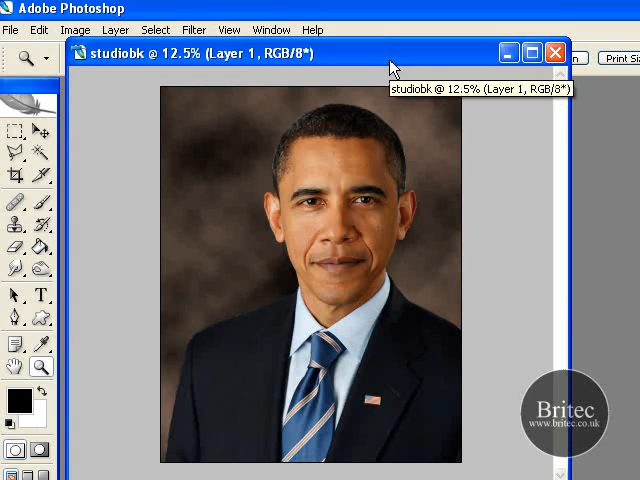 Adobe Photoshop
File Edit Image Layer Select Filter View Window Help
studiobk @ 12.5% (Layer 1, RGB/8*)
Print Siz
studiobk @ 12.5% (Layer 1, RGB/8*)
T
Britec
www.britec.co.uk